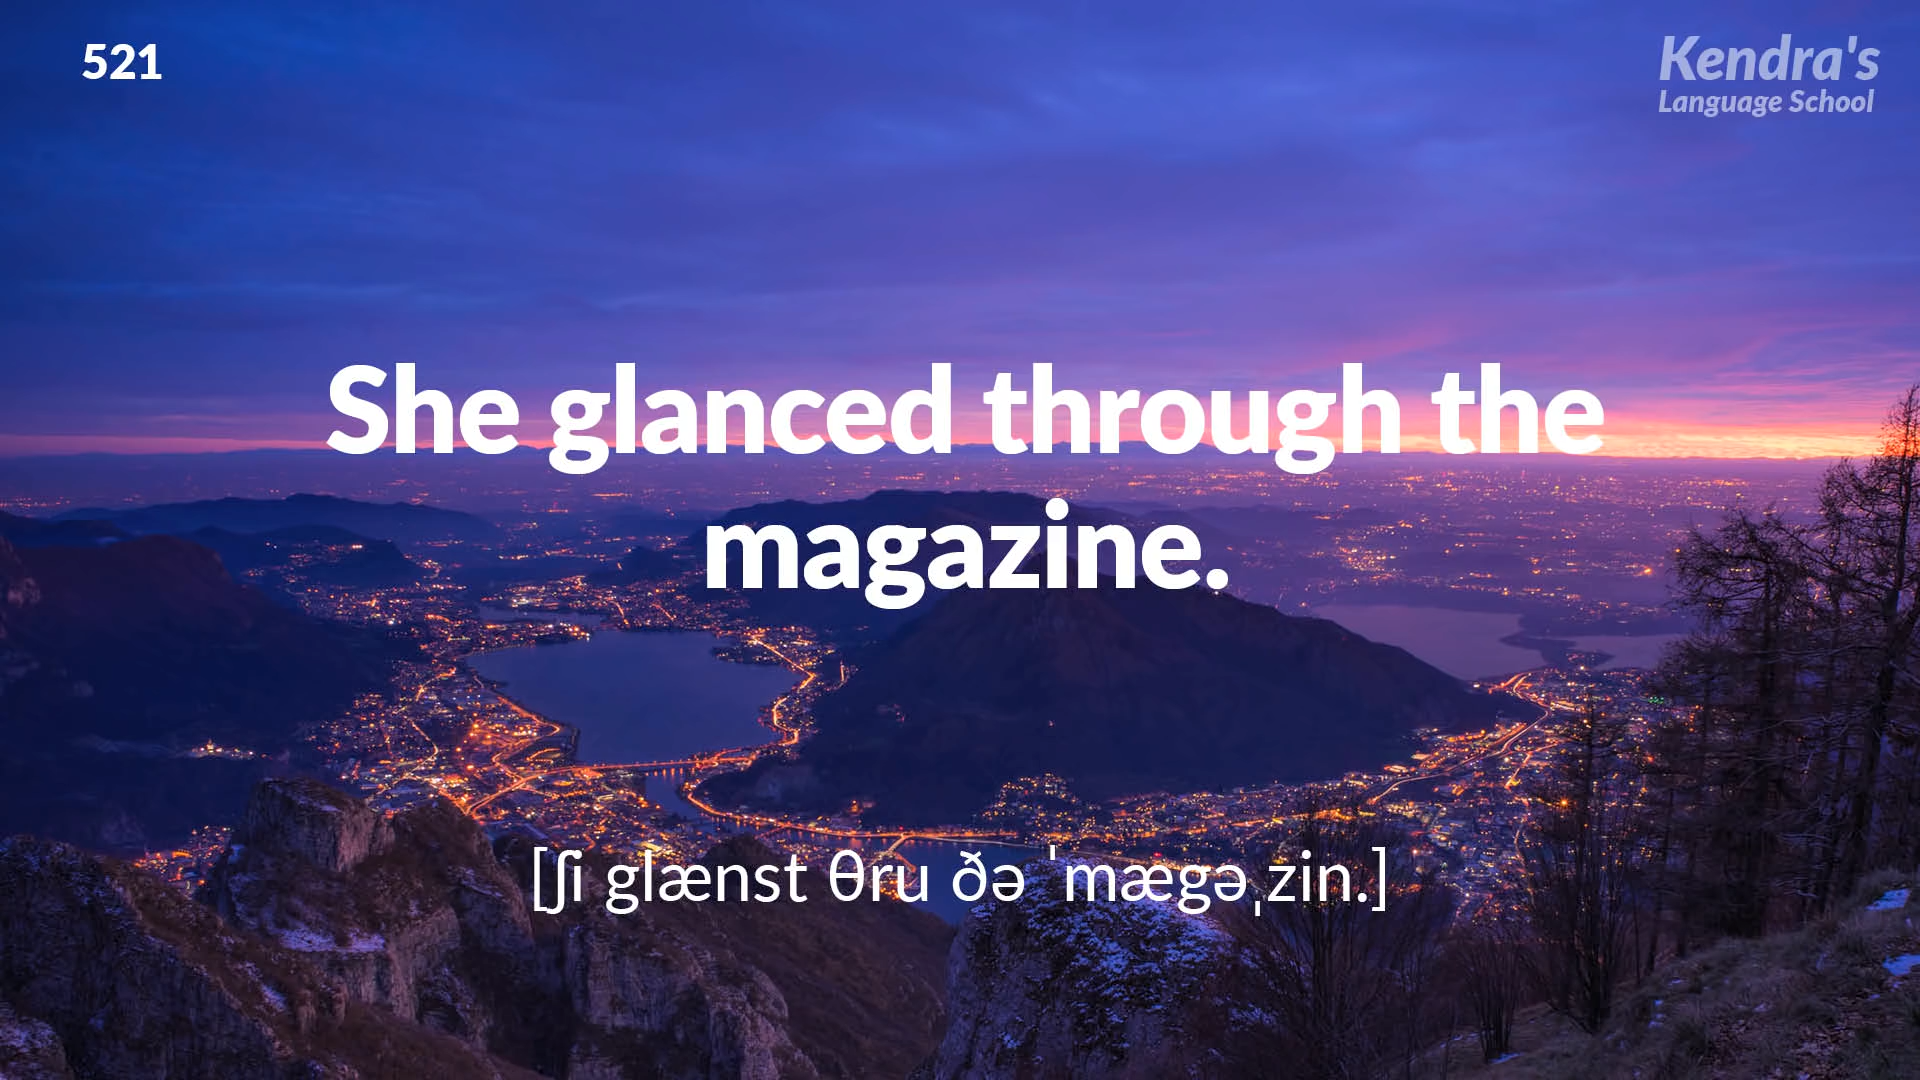 521
Kendra's
Language School
She glanced through the
magazine.
[ʃi glænst θru ðə ˈmægəˌzin.]